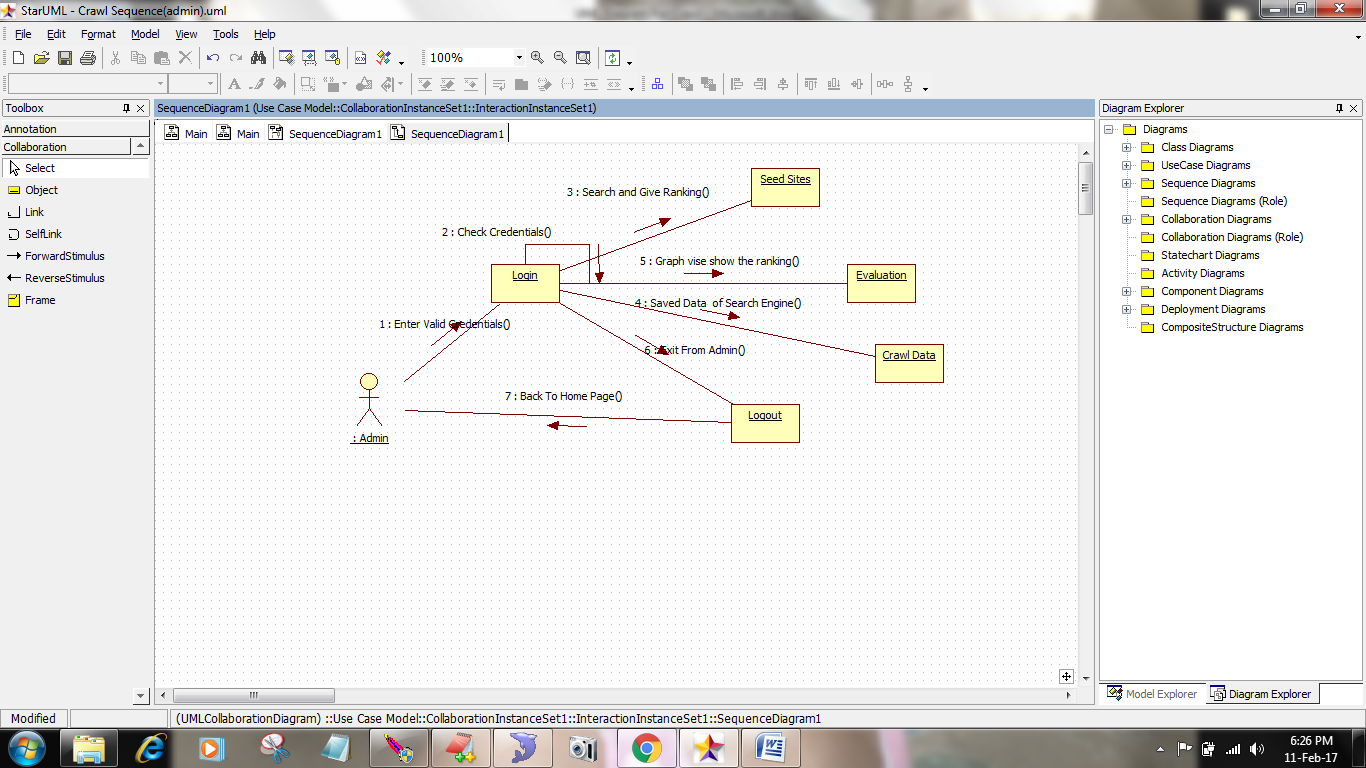 StarUML - Crawl Sequence(admin).uml
File Edit Format Model View Tools Help
100%
Toolbox
Annotation
Collaboration
Select
Object
Link
SelfLink
ForwardStimulus
ReverseStimulus
Frame
SequenceDiagram1 (Use Case Model::CollaborationInstanceSet1::InteractionInstanceSet1)
Main Main SequenceDiagram1 SequenceDiagram1
Seed Sites
3 : Search and Give Ranking()
2 : Check Credentials()
Login
5 : Graph vise show the ranking()
Evaluation
4 : Saved Data of Search Engine()
1 : Enter Valid Credentials()
6 : Exit From Admin()
Crawl Data
7 : Back To Home Page()
Logout
: Admin
Diagram Explorer
Diagrams
Class Diagrams
UseCase Diagrams
Sequence Diagrams
Sequence Diagrams (Role)
Collaboration Diagrams
Collaboration Diagrams (Role)
Statechart Diagrams
Activity Diagrams
Component Diagrams
Deployment Diagrams
CompositeStructure Diagrams
Model Explorer Diagram Explorer
Modified
(UMLCollaborationDiagram) ::Use Case Model::CollaborationInstanceSet1::InteractionInstanceSet1::SequenceDiagram1
6:26 PM
11-Feb-17